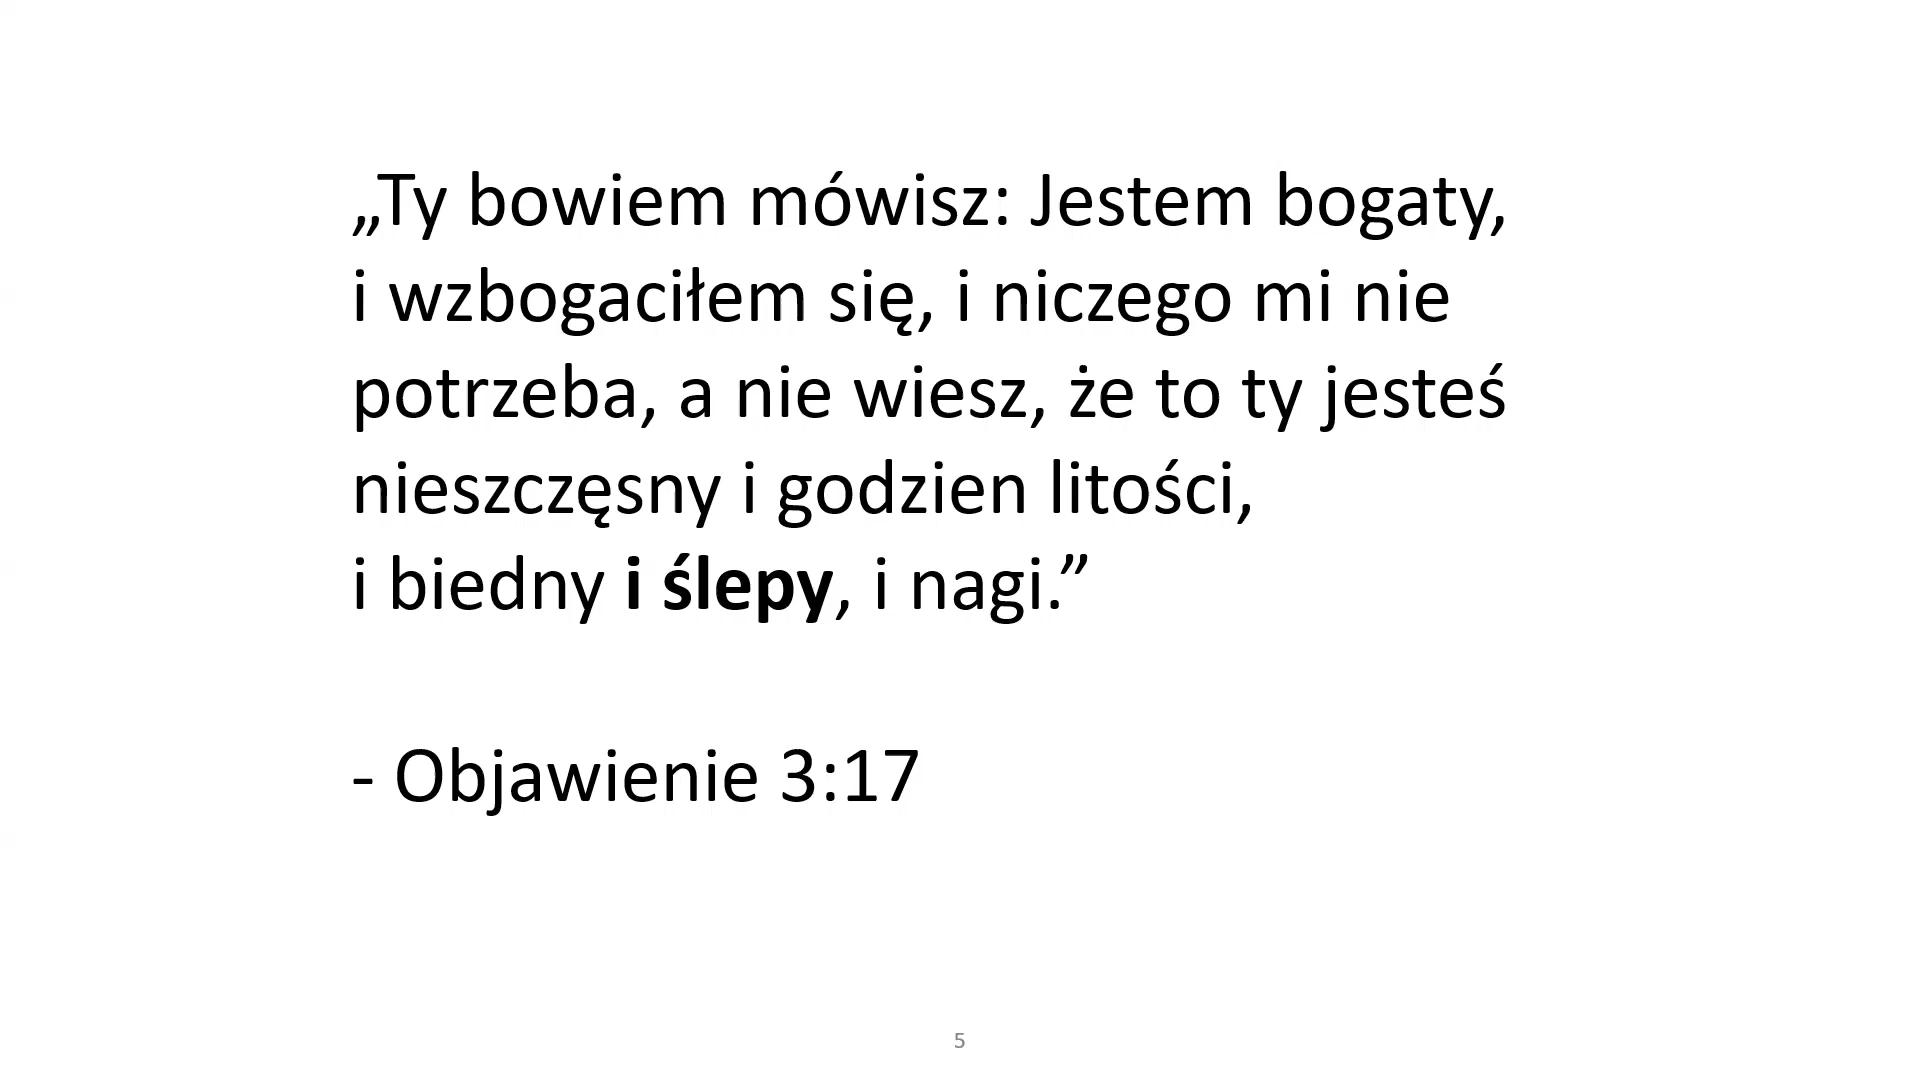 „Ty bowiem mówisz: Jestem bogaty,
i wzbogaciłem się, i niczego mi nie
potrzeba, a nie wiesz, że to ty jesteś
nieszczęsny i godzien litości,
i biedny i ślepy, i nagi.”
- Objawienie 3:17
5